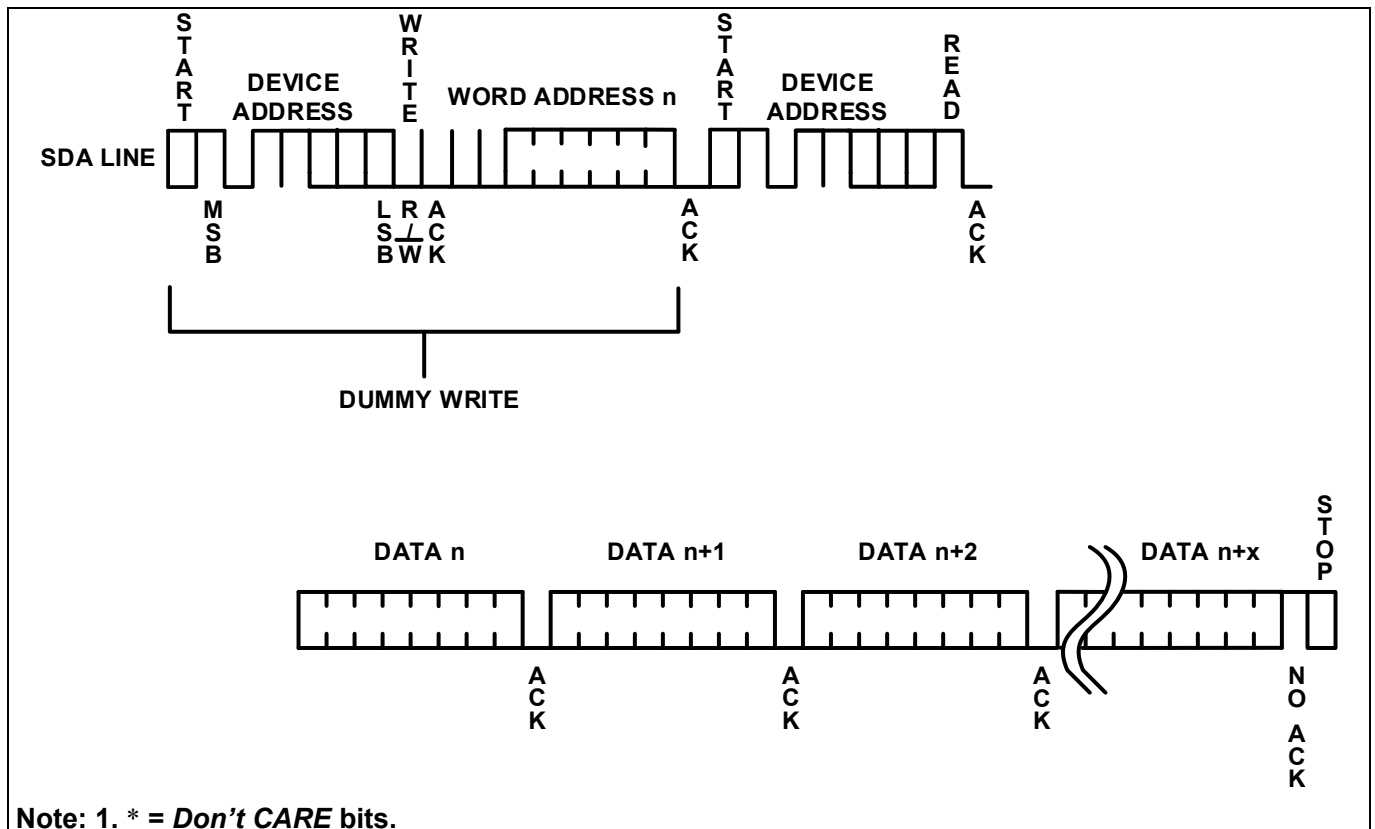 START
WRITE
START
READ
DEVICE
ADDRESS
WORD ADDRESS n
DEVICE
ADDRESS
SDA LINE
MSB
LSB
R/W
ACK
ACK
ACK
DUMMY WRITE
STOP
DATA n
DATA n+1
DATA n+2
DATA n+x
ACK
ACK
ACK
NO ACK
Note: 1. * = Don't CARE bits.